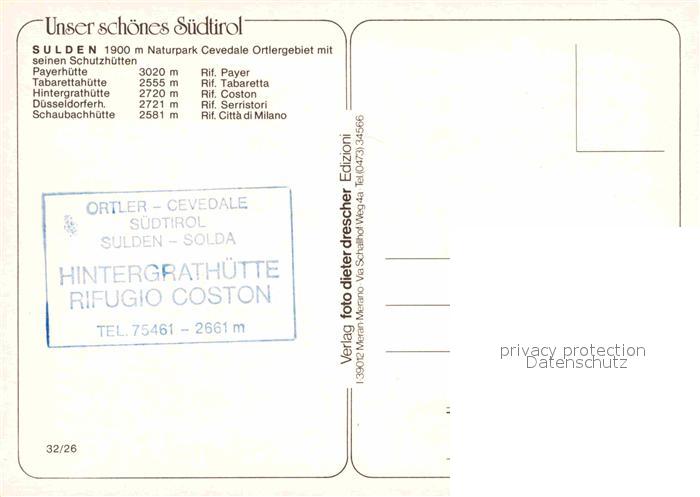 Unser schönes Südtirol
SULDEN 1900 m Naturpark Cevedale Ortlergebiet mit
seinen Schutzhütten
Payerhütte 3020 m Rif. Payer
Tabarettahütte 2555 m Rif. Tabaretta
Hintergrathütte 2720 m Rif. Coston
Düsseldorferh. 2721 m Rif. Serristori
Schaubachhütte 2581 m Rif. Città di Milano
ORTLER - CEVEDALE
SÜDTIROL
SULDEN - SOLDA
HINTERGRATHÜTTE
RIFUGIO COSTON
TEL. 75461 - 2661 m
32/26
Verlag foto dieter drescher Edizioni
I-39012 Meran Merano · Via Schallhof-Weg 4a · Tel.(0473) 34566
privacy protection
Datenschutz